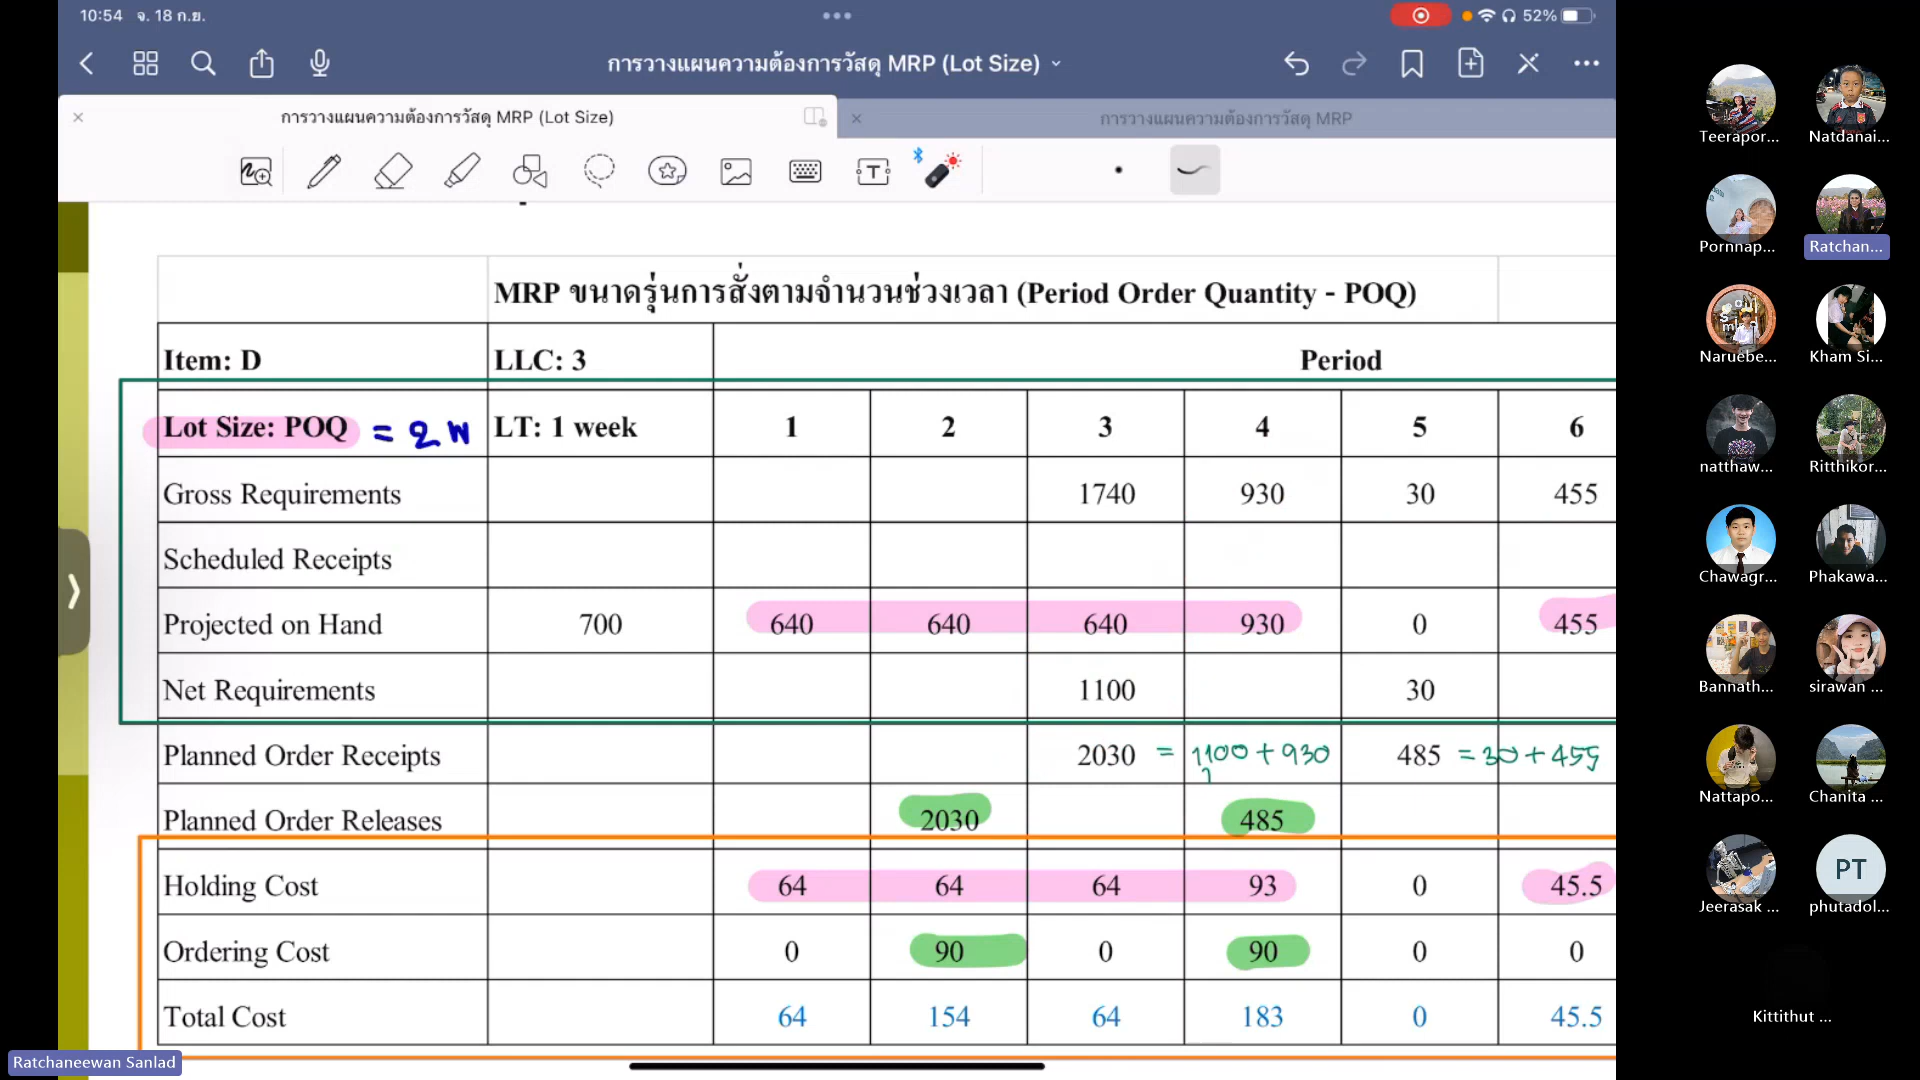 10:54 จ. 18 ก.ย.
52%
การวางแผนความต้องการวัสดุ MRP (Lot Size)
การวางแผนความต้องการวัสดุ MRP (Lot Size)
การวางแผนความต้องการวัสดุ MRP
MRP ขนาดรุ่นการสั่งตามจำนวนช่วงเวลา (Period Order Quantity - POQ)
Item: D LLC: 3 Period
Lot Size: POQ = 2 W LT: 1 week 1 2 3 4 5 6
Gross Requirements 1740 930 30 455
Scheduled Receipts
Projected on Hand 700 640 640 640 930 0 455
Net Requirements 1100 30
Planned Order Receipts 2030 = 1100 + 930 485 = 30 + 455
Planned Order Releases 2030 485
Holding Cost 64 64 64 93 0 45.5
Ordering Cost 0 90 0 90 0 0
Total Cost 64 154 64 183 0 45.5
Ratchaneewan Sanlad
Teerapor... Natdanai...
Pornnap... Ratchan...
Naruebe... Kham Si...
natthaw... Ritthikor...
Chawagr... Phakawa...
Bannath... sirawan ...
Nattapo... Chanita ...
PT
Jeerasak ... phutadol...
Kittithut ...